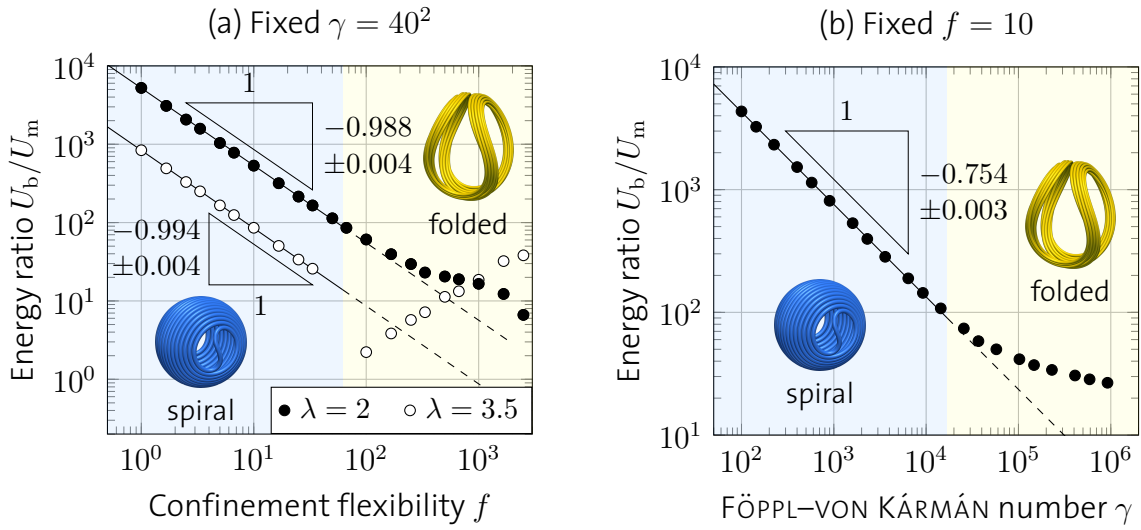 (a) Fixed γ = 40²
Energy ratio U_b/U_m
10⁴
10³
10²
10¹
10⁰
1
−0.988
±0.004
−0.994
±0.004
1
folded
spiral
λ = 2
λ = 3.5
10⁰
10¹
10²
10³
Confinement flexibility f
(b) Fixed f = 10
Energy ratio U_b/U_m
10⁴
10³
10²
10¹
1
−0.754
±0.003
folded
spiral
10²
10³
10⁴
10⁵
10⁶
FÖPPL–VON KÁRMÁN number γ